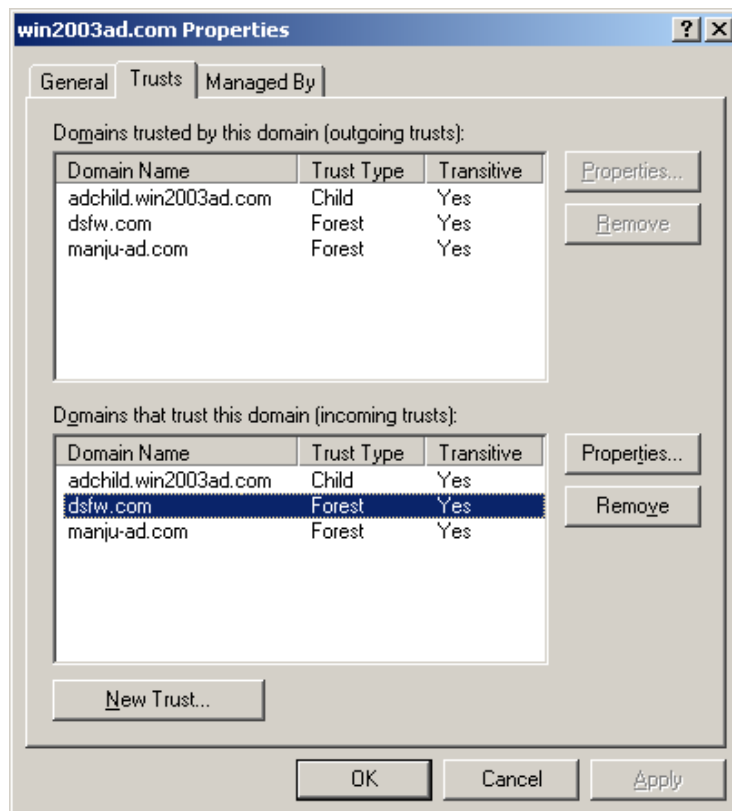 win2003ad.com Properties
General Trusts Managed By
Domains trusted by this domain (outgoing trusts):
Domain Name Trust Type Transitive
adchild.win2003ad.com Child Yes
dsfw.com Forest Yes
manju-ad.com Forest Yes
Properties...
Remove
Domains that trust this domain (incoming trusts):
Domain Name Trust Type Transitive
adchild.win2003ad.com Child Yes
dsfw.com Forest Yes
manju-ad.com Forest Yes
Properties...
Remove
New Trust...
OK Cancel Apply